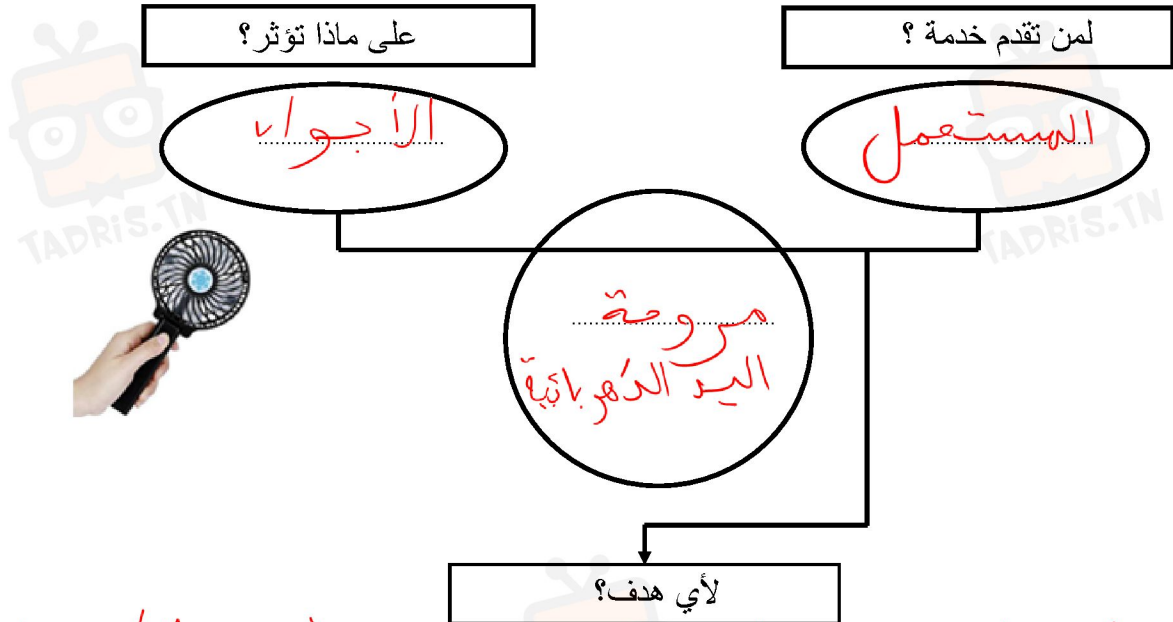 لمن تقدم خدمة ؟
على ماذا تؤثر؟
المستعمل
الأجواء
TADRIS.TN
TADRIS.TN
مروحة
اليد الكهربائية
لأي هدف؟